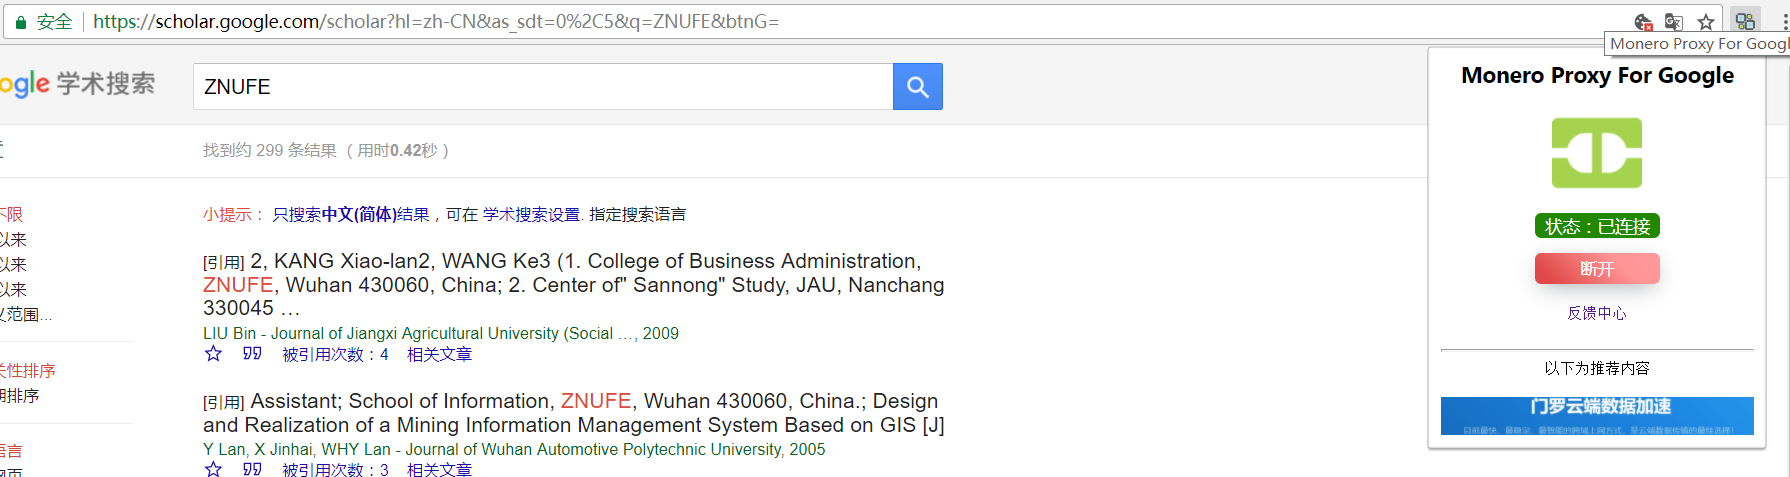 安全 https://scholar.google.com/scholar?hl=zh-CN&as_sdt=0%2C5&q=ZNUFE&btnG=
Monero Proxy For Googl
ogle 学术搜索
ZNUFE
Monero Proxy For Google
找到约 299 条结果 （用时0.42秒）
状态：已连接
断开
反馈中心
以下为推荐内容
门罗云端数据加速
不限
以来
以来
以来
义范围...
关性排序
期排序
语言
小提示： 只搜索中文(简体)结果，可在 学术搜索设置. 指定搜索语言
[引用] 2, KANG Xiao-lan2, WANG Ke3 (1. College of Business Administration,
ZNUFE, Wuhan 430060, China; 2. Center of" Sannong" Study, JAU, Nanchang
330045 …
LIU Bin - Journal of Jiangxi Agricultural University (Social …, 2009
被引用次数：4 相关文章
[引用] Assistant; School of Information, ZNUFE, Wuhan 430060, China.; Design
and Realization of a Mining Information Management System Based on GIS [J]
Y Lan, X Jinhai, WHY Lan - Journal of Wuhan Automotive Polytechnic University, 2005
被引用次数：3 相关文章